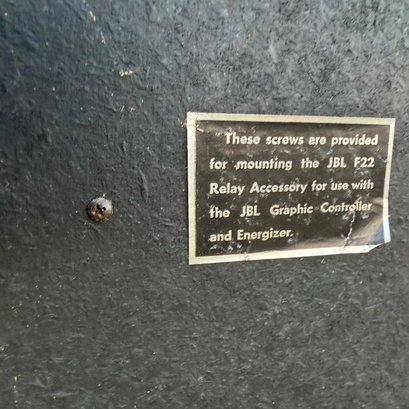 These screws are provided
for mounting the JBL F22
Relay Accessory for use with
the JBL Graphic Controller
and Energizer.